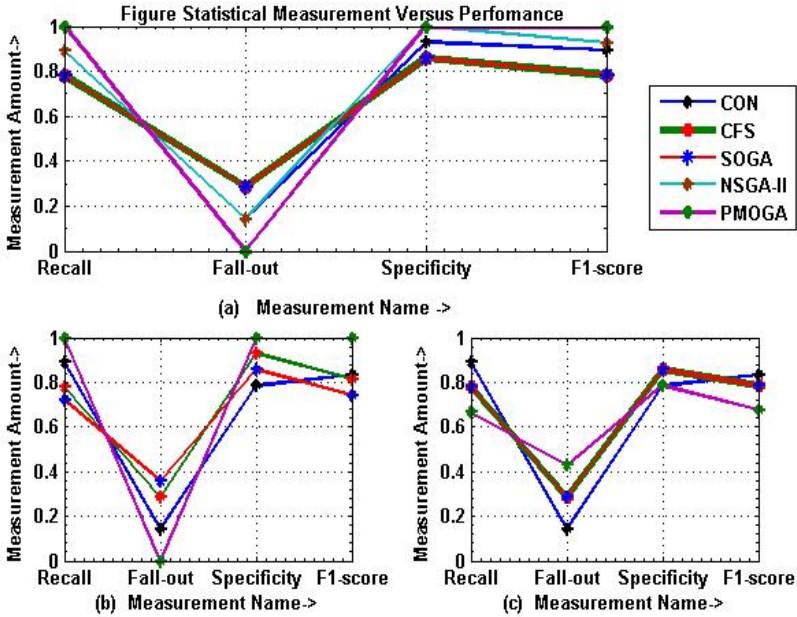 Figure Statistical Measurement Versus Perfomance
Measurement Amount->
1
0.8
0.6
0.4
0.2
0
Recall Fall-out Specificity F1-score
(a) Measurement Name ->
CON
CFS
SOGA
NSGA-II
PMOGA
Measurement Amount->
1
0.8
0.6
0.4
0.2
0
Recall Fall-out Specificity F1-score
(b) Measurement Name->
Measurement Amount->
1
0.8
0.6
0.4
0.2
0
Recall Fall-out Specificity F1-score
(c) Measurement Name->